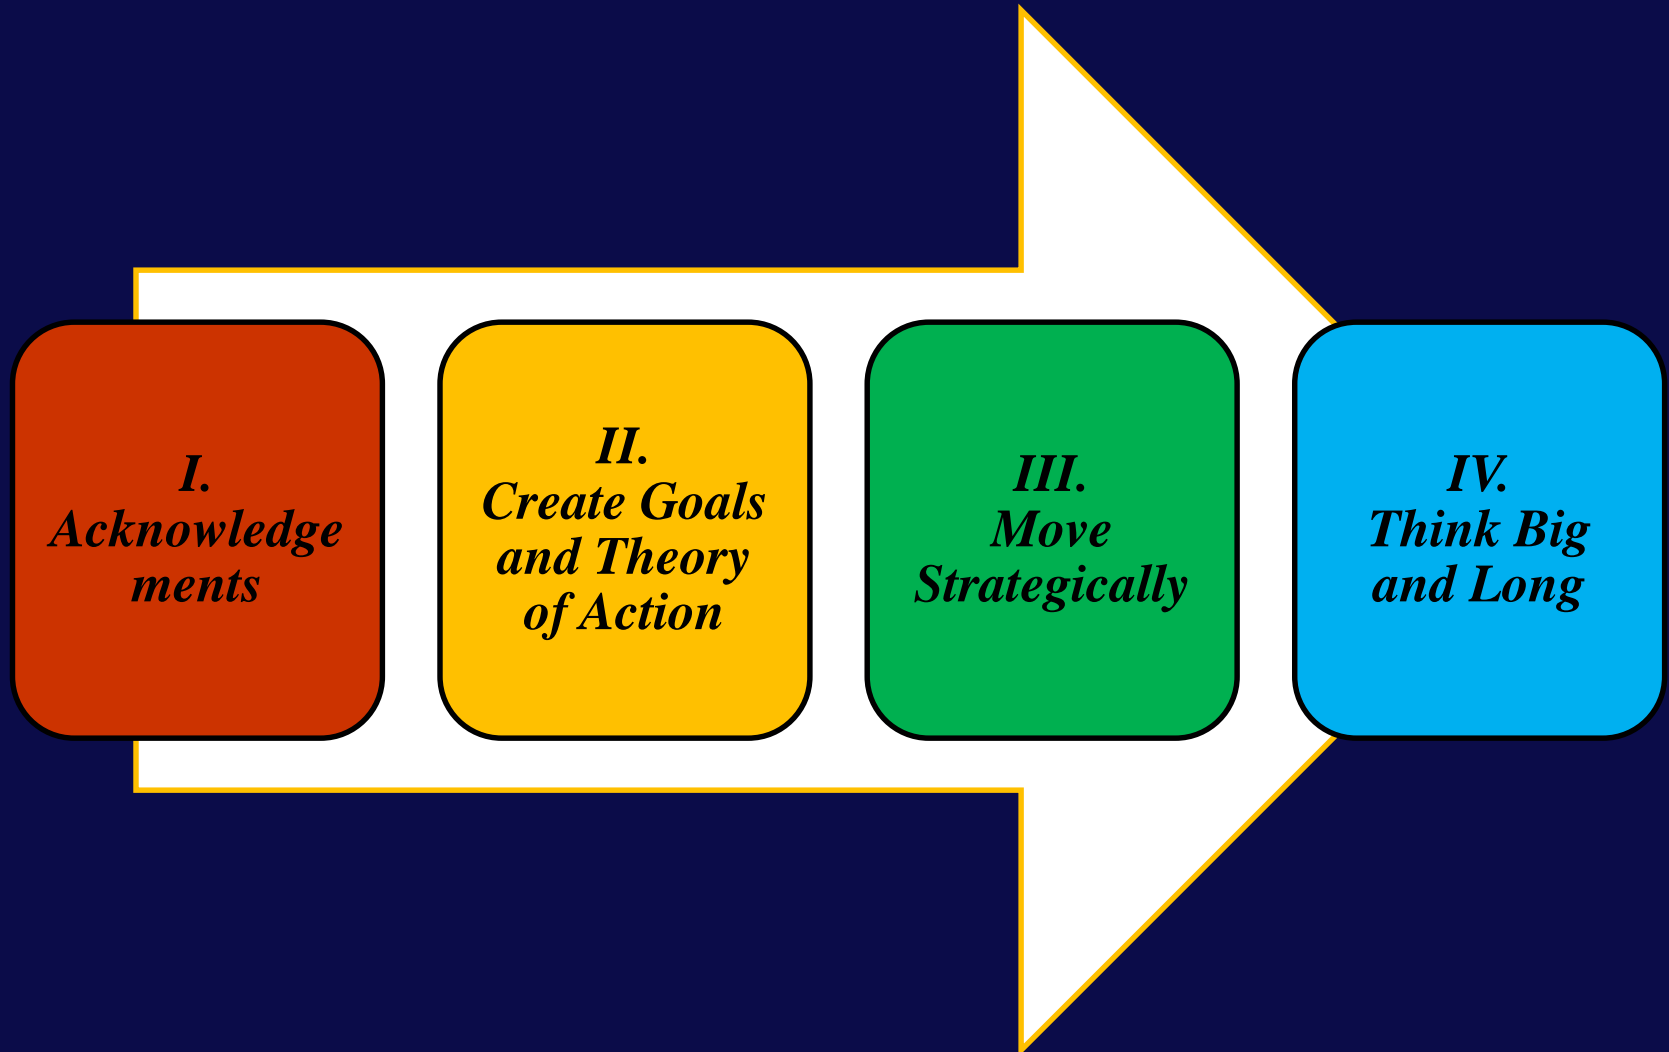 I.
Acknowledge
ments
II.
Create Goals
and Theory
of Action
III.
Move
Strategically
IV.
Think Big
and Long